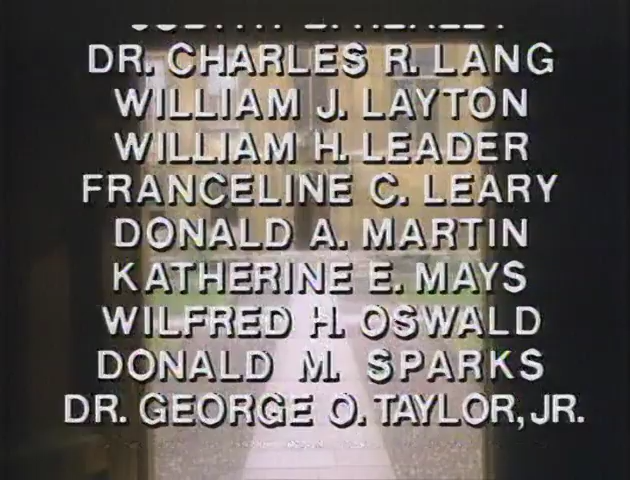 DR. CHARLES R. LANG
WILLIAM J. LAYTON
WILLIAM H. LEADER
FRANCELINE C. LEARY
DONALD A. MARTIN
KATHERINE E. MAYS
WILFRED H. OSWALD
DONALD M. SPARKS
DR. GEORGE O. TAYLOR, JR.